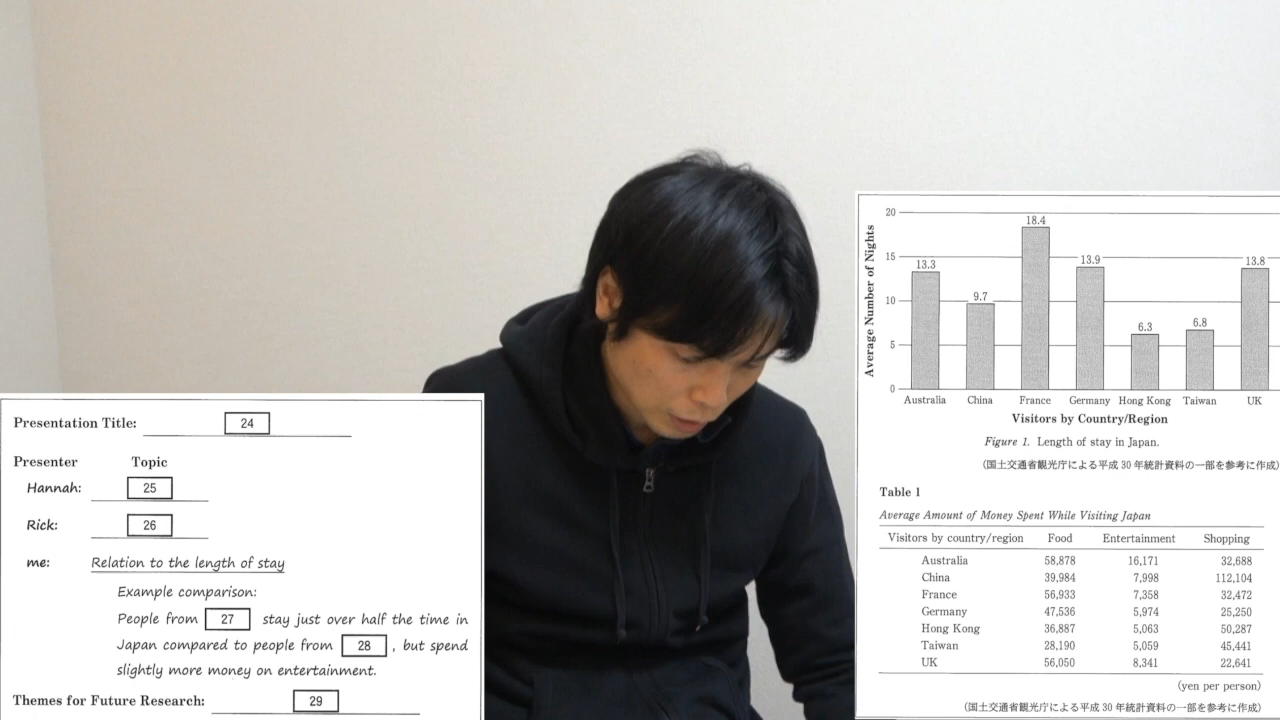 Presentation Title: 24
Presenter Topic
Hannah: 25
Rick: 26
me: Relation to the length of stay
Example comparison:
People from 27 stay just over half the time in
Japan compared to people from 28 , but spend
slightly more money on entertainment.
Themes for Future Research: 29
Average Number of Nights
20
15
10
5
0
13.3
9.7
18.4
13.9
6.3
6.8
13.8
Australia China France Germany Hong Kong Taiwan UK
Visitors by Country/Region
Figure 1. Length of stay in Japan.
(国土交通省観光庁による平成30年統計資料の一部を参考に作成)
Table 1
Average Amount of Money Spent While Visiting Japan
Visitors by country/region Food Entertainment Shopping
Australia 58,878 16,171 32,688
China 39,984 7,998 112,104
France 56,933 7,358 32,472
Germany 47,536 5,974 25,250
Hong Kong 36,887 5,063 50,287
Taiwan 28,190 5,059 45,441
UK 56,050 8,341 22,641
(yen per person)
(国土交通省観光庁による平成30年統計資料の一部を参考に作成)